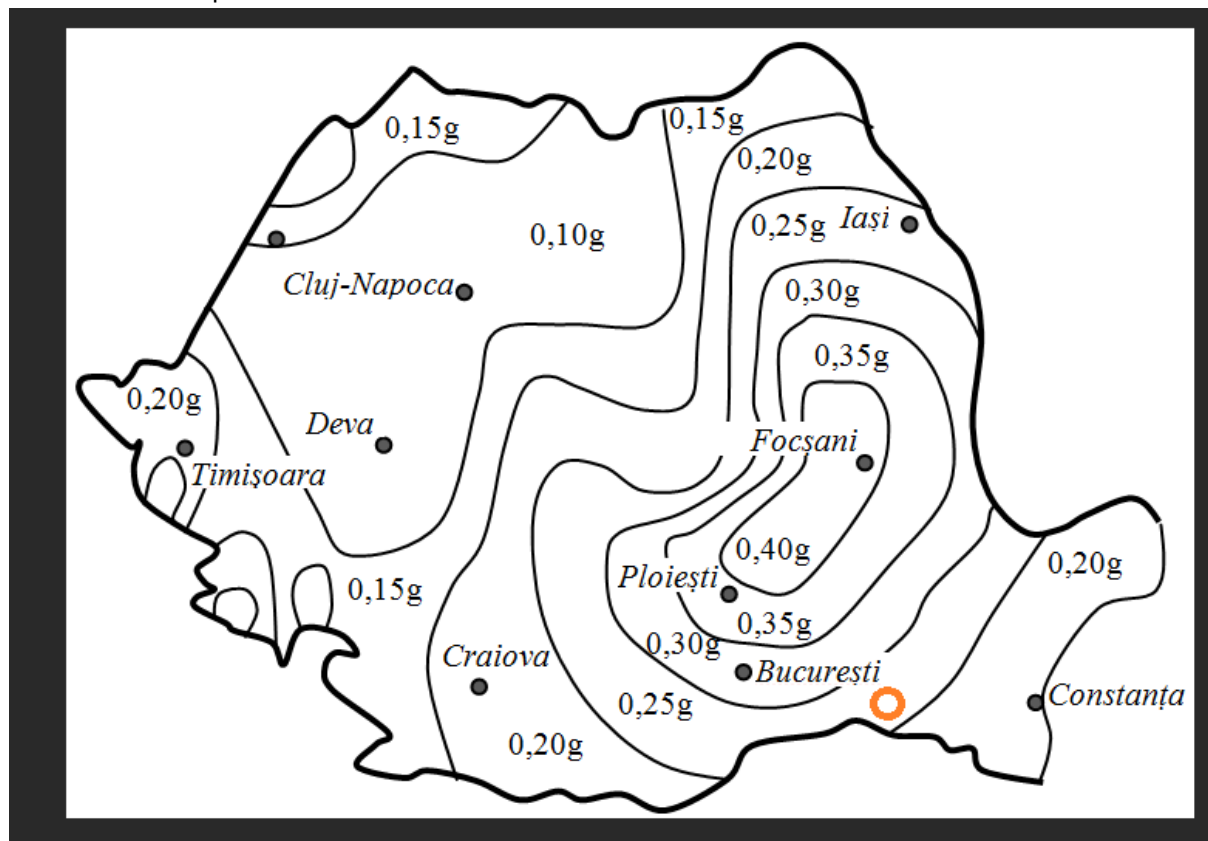 0,15g
0,15g
0,20g
0,25g
Iași
0,10g
Cluj-Napoca
0,30g
0,35g
0,20g
Deva
Focșani
Timișoara
0,40g
0,20g
Ploiești
0,15g
0,35g
0,30g
Craiova
București
Constanța
0,25g
0,20g